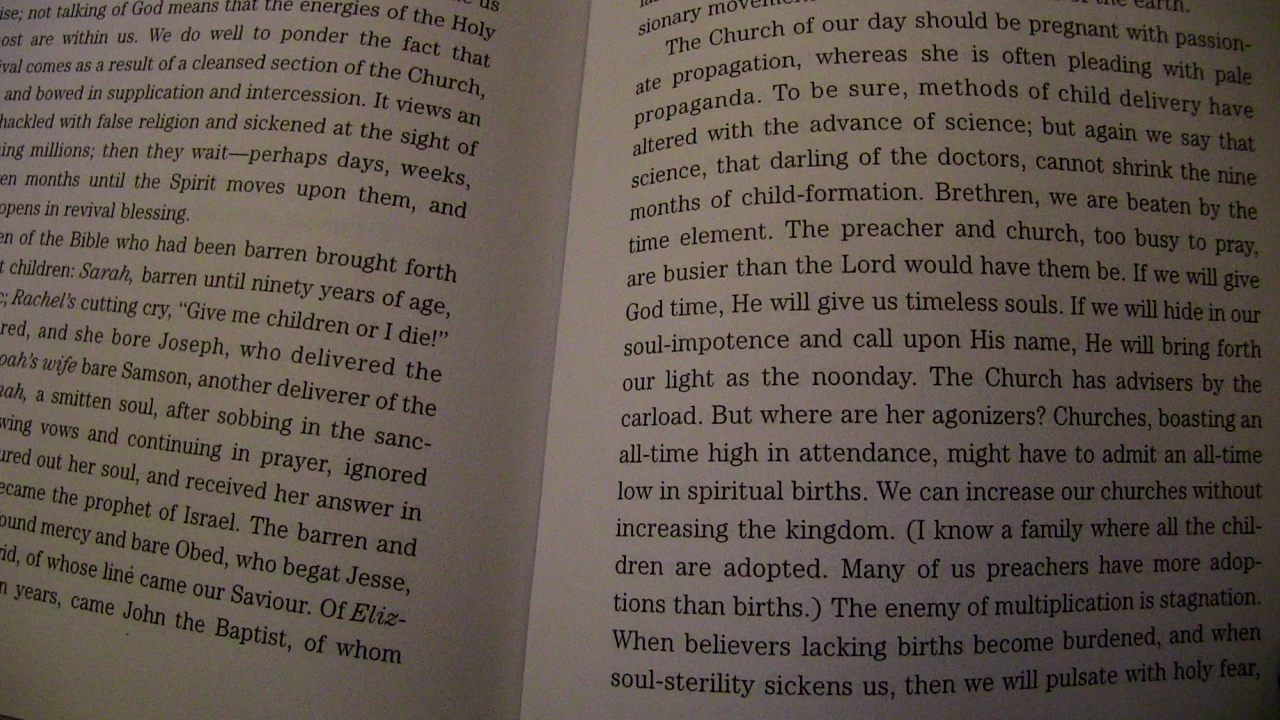 us
not talking of God means that the energies of the Holy
are within us. We do well to ponder the fact that
comes as a result of a cleansed section of the Church,
and bowed in supplication and intercession. It views an
with false religion and sickened at the sight of
millions; then they wait—perhaps days, weeks,
months until the Spirit moves upon them, and
opens in revival blessing.
of the Bible who had been barren brought forth
children: Sarah, barren until ninety years of age,
Rachel's cutting cry, “Give me children or I die!”
and she bore Joseph, who delivered the
wife bare Samson, another deliverer of the
a smitten soul, after sobbing in the sanc-
vows and continuing in prayer, ignored
out her soul, and received her answer in
became the prophet of Israel. The barren and
found mercy and bare Obed, who begat Jesse,
of whose line came our Saviour. Of Eliz-
years, came John the Baptist, of whom
the earth.
sionary
The Church of our day should be pregnant with passion-
ate propagation, whereas she is often pleading with pale
propaganda. To be sure, methods of child delivery have
altered with the advance of science; but again we say that
science, that darling of the doctors, cannot shrink the nine
months of child-formation. Brethren, we are beaten by the
time element. The preacher and church, too busy to pray,
are busier than the Lord would have them be. If we will give
God time, He will give us timeless souls. If we will hide in our
soul-impotence and call upon His name, He will bring forth
our light as the noonday. The Church has advisers by the
carload. But where are her agonizers? Churches, boasting an
all-time high in attendance, might have to admit an all-time
low in spiritual births. We can increase our churches without
increasing the kingdom. (I know a family where all the chil-
dren are adopted. Many of us preachers have more adop-
tions than births.) The enemy of multiplication is stagnation.
When believers lacking births become burdened, and when
soul-sterility sickens us, then we will pulsate with holy fear,